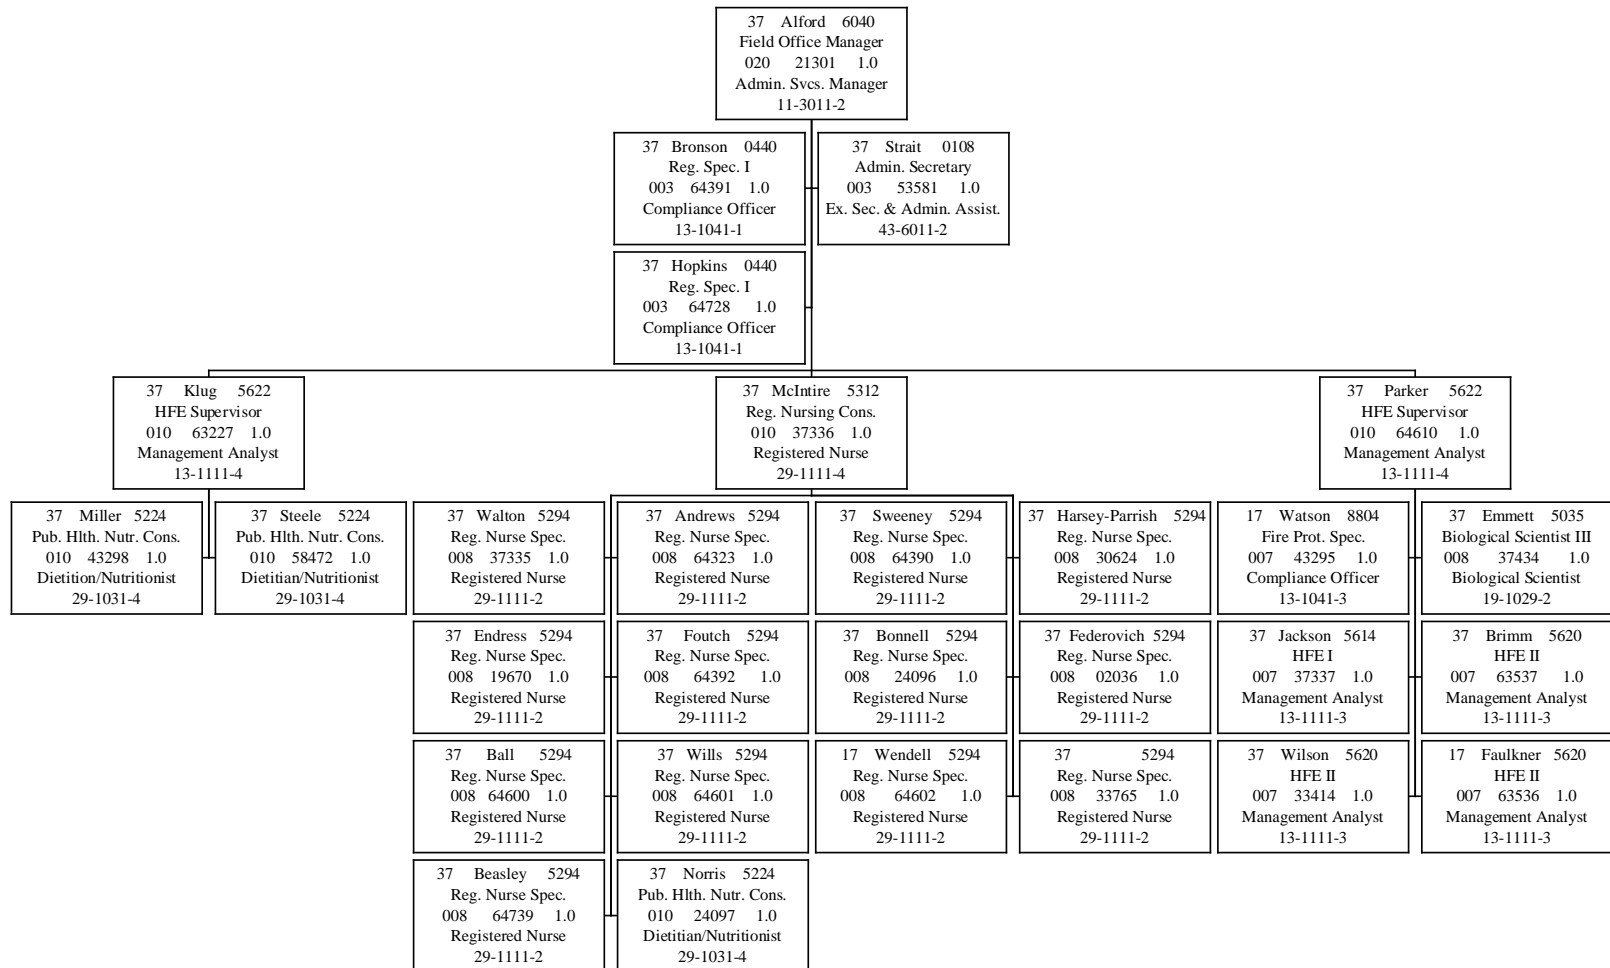 37 Alford 6040
Field Office Manager
020 21301 1.0
Admin. Svcs. Manager
11-3011-2
37 Bronson 0440
Reg. Spec. I
003 64391 1.0
Compliance Officer
13-1041-1
37 Strait 0108
Admin. Secretary
003 53581 1.0
Ex. Sec. & Admin. Assist.
43-6011-2
37 Hopkins 0440
Reg. Spec. I
003 64728 1.0
Compliance Officer
13-1041-1
37 Klug 5622
HFE Supervisor
010 63227 1.0
Management Analyst
13-1111-4
37 McIntire 5312
Reg. Nursing Cons.
010 37336 1.0
Registered Nurse
29-1111-4
37 Parker 5622
HFE Supervisor
010 64610 1.0
Management Analyst
13-1111-4
37 Miller 5224
Pub. Hlth. Nutr. Cons.
010 43298 1.0
Dietition/Nutritionist
29-1031-4
37 Steele 5224
Pub. Hlth. Nutr. Cons.
010 58472 1.0
Dietitian/Nutritionist
29-1031-4
37 Walton 5294
Reg. Nurse Spec.
008 37335 1.0
Registered Nurse
29-1111-2
37 Andrews 5294
Reg. Nurse Spec.
008 64323 1.0
Registered Nurse
29-1111-2
37 Sweeney 5294
Reg. Nurse Spec.
008 64390 1.0
Registered Nurse
29-1111-2
37 Harsey-Parrish 5294
Reg. Nurse Spec.
008 30624 1.0
Registered Nurse
29-1111-2
17 Watson 8804
Fire Prot. Spec.
007 43295 1.0
Compliance Officer
13-1041-3
37 Emmett 5035
Biological Scientist III
008 37434 1.0
Biological Scientist
19-1029-2
37 Endress 5294
Reg. Nurse Spec.
008 19670 1.0
Registered Nurse
29-1111-2
37 Foutch 5294
Reg. Nurse Spec.
008 64392 1.0
Registered Nurse
29-1111-2
37 Bonnell 5294
Reg. Nurse Spec.
008 24096 1.0
Registered Nurse
29-1111-2
37 Federovich 5294
Reg. Nurse Spec.
008 02036 1.0
Registered Nurse
29-1111-2
37 Jackson 5614
HFE I
007 37337 1.0
Management Analyst
13-1111-3
37 Brimm 5620
HFE II
007 63537 1.0
Management Analyst
13-1111-3
37 Ball 5294
Reg. Nurse Spec.
008 64600 1.0
Registered Nurse
29-1111-2
37 Wills 5294
Reg. Nurse Spec.
008 64601 1.0
Registered Nurse
29-1111-2
17 Wendell 5294
Reg. Nurse Spec.
008 64602 1.0
Registered Nurse
29-1111-2
37 5294
Reg. Nurse Spec.
008 33765 1.0
Registered Nurse
29-1111-2
37 Wilson 5620
HFE II
007 33414 1.0
Management Analyst
13-1111-3
17 Faulkner 5620
HFE II
007 63536 1.0
Management Analyst
13-1111-3
37 Beasley 5294
Reg. Nurse Spec.
008 64739 1.0
Registered Nurse
29-1111-2
37 Norris 5224
Pub. Hlth. Nutr. Cons.
010 24097 1.0
Dietitian/Nutritionist
29-1031-4